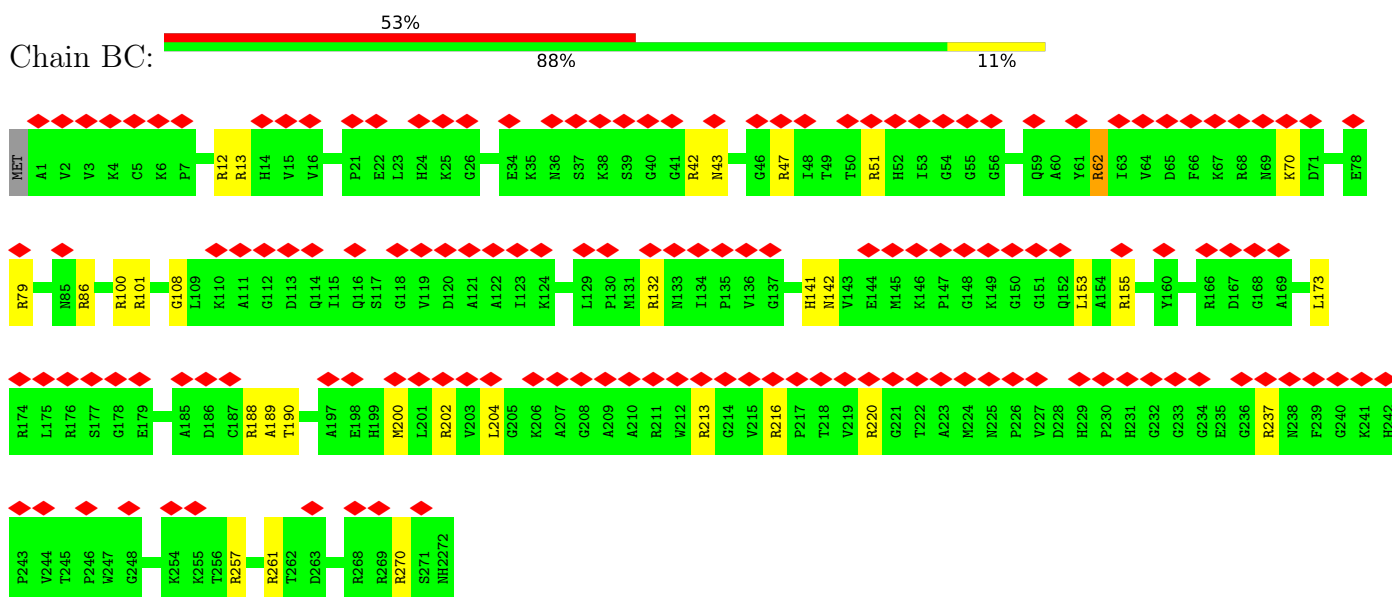 53%
Chain BC:
88% 11%
MET A1 V2 V3 K4 C5 K6 P7 R12 R13 H14 V15 V16 P21 E22 L23 H24 K25 G26 E34 K35 N36 S37 K38 S39 G40 G41 R42 N43 G46 R47 I48 T49 T50 R51 H52 I53 G54 G55 G56 Q59 A60 Y61 R62 I63 V64 D65 F66 K67 R68 N69 K70 D71 E78
R79 N85 R86 R100 R101 G108 L109 K110 A111 G112 D113 Q114 I115 Q116 S117 G118 V119 D120 A121 A122 I123 K124 L129 P130 M131 R132 N133 I134 P135 V136 G137 H141 N142 V143 E144 M145 K146 P147 G148 K149 G150 G151 Q152 L153 A154 R155 Y160 R166 D167 G168 A169 L173
R174 L175 R176 S177 G178 E179 A185 D186 C187 R188 A189 T190 A197 E198 H199 M200 L201 R202 V203 L204 G205 K206 A207 G208 A209 A210 R211 W212 R213 G214 V215 R216 P217 T218 V219 R220 G221 T222 A223 M224 N225 P226 V227 D228 H229 P230 H231 G232 G233 G234 E235 G236 R237 N238 F239 G240 K241 H242
P243 V244 T245 P246 W247 G248 K254 K255 T256 R257 R261 T262 D263 R268 R269 R270 S271 NH2272